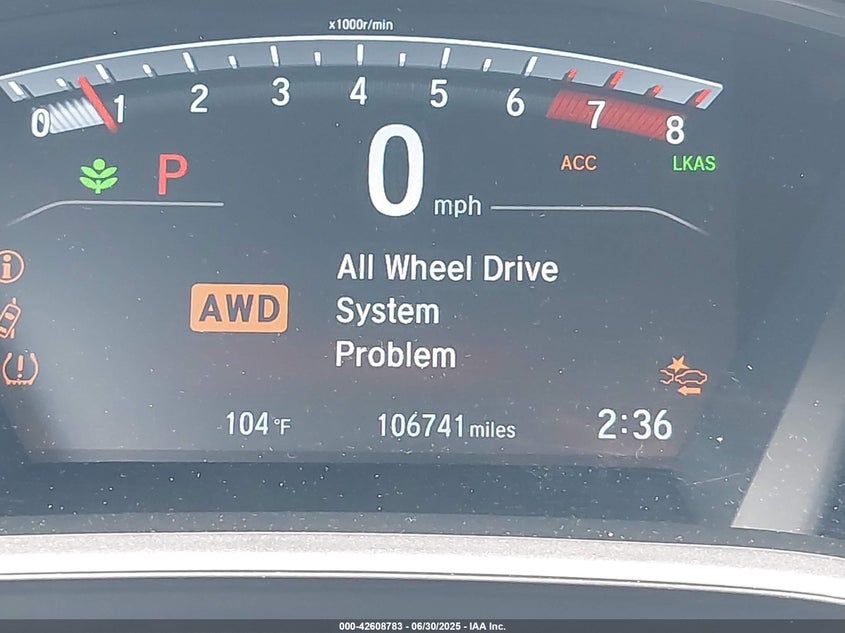 x1000r/min
0 1 2 3 4 5 6 7 8
P 0 mph ACC LKAS
All Wheel Drive
AWD System
Problem
104°F 106741 miles 2:36
000-42608783 - 06/30/2025 - IAA Inc.